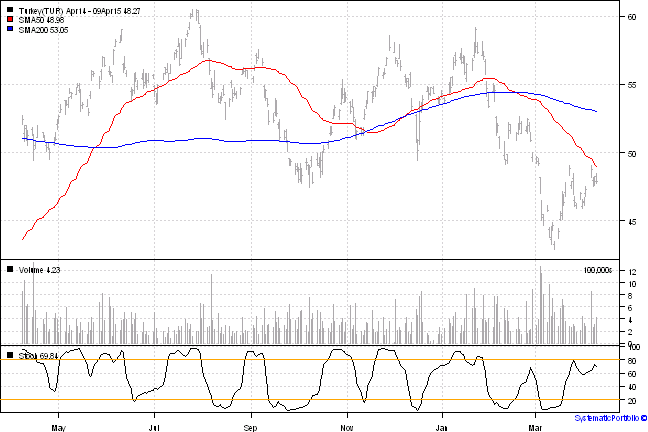 Turkey(TUR) Apr14 - 09Apr15 48.27
SMA50 48.98
SMA200 53.05
60
55
50
45
Volume 4.23
100,000s
12
10
8
6
4
2
0
Stoch 69.84
100
80
60
40
20
May
Jul
Sep
Nov
Jan
Mar
SystematicPortfolio ©